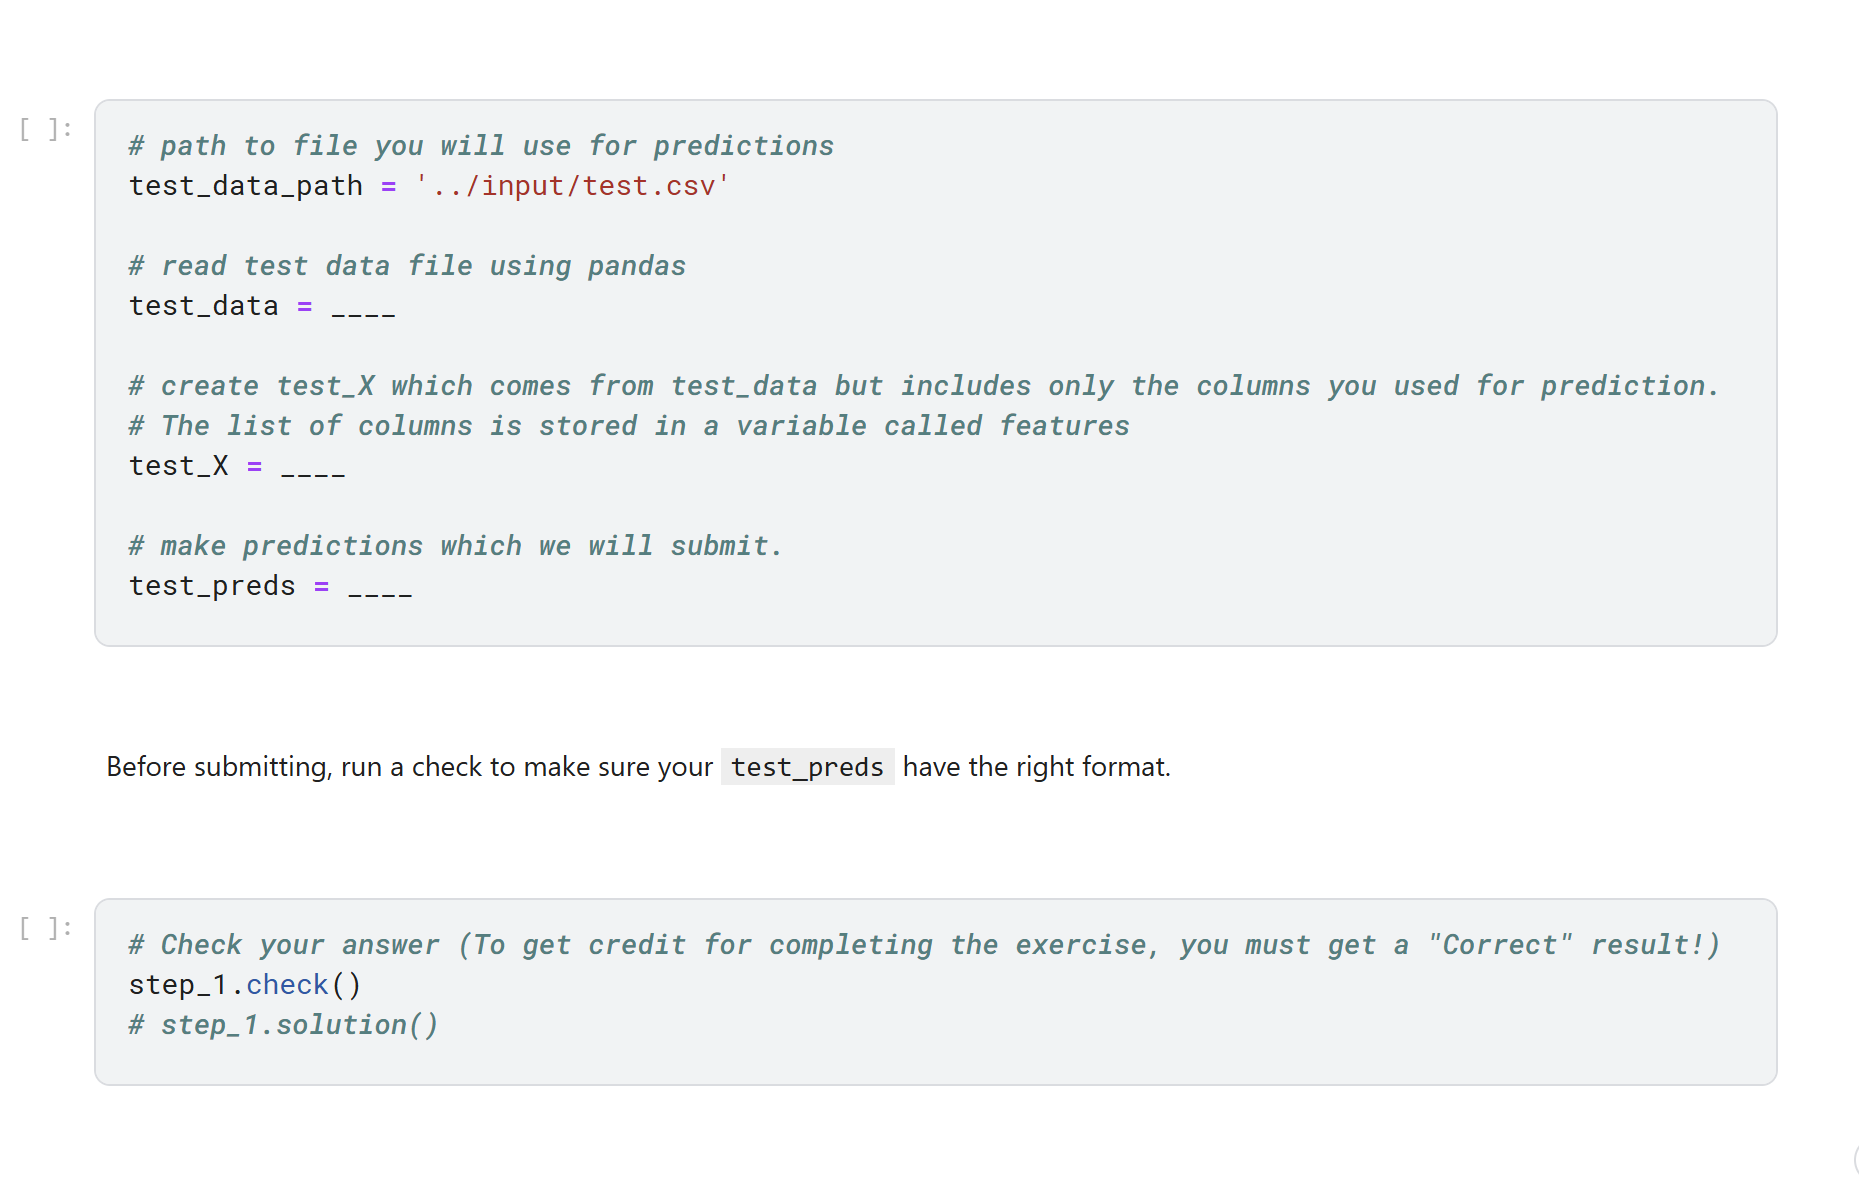 [ ]:
# path to file you will use for predictions
test_data_path = '../input/test.csv'
# read test data file using pandas
test_data = ____
# create test_X which comes from test_data but includes only the columns you used for prediction.
# The list of columns is stored in a variable called features
test_X = ____
# make predictions which we will submit.
test_preds = ____
Before submitting, run a check to make sure your test_preds have the right format.
[ ]:
# Check your answer (To get credit for completing the exercise, you must get a "Correct" result!)
step_1.check()
# step_1.solution()